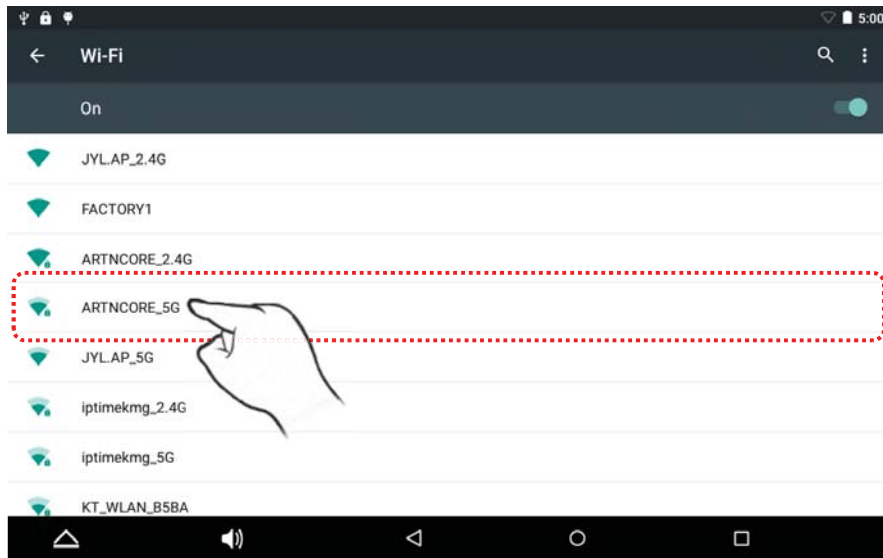 5:00
Wi-Fi
On
JYL.AP_2.4G
FACTORY1
ARTNCORE_2.4G
ARTNCORE_5G
JYL.AP_5G
iptimekmg_2.4G
iptimekmg_5G
KT_WLAN_B5BA